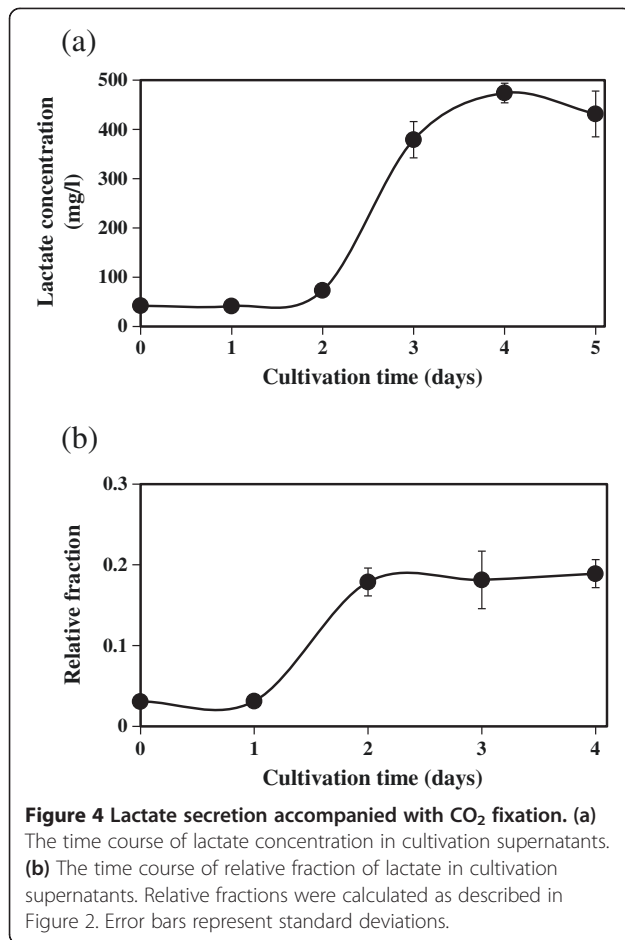 (a)
500
400
300
200
100
0
Lactate concentration
(mg/l)
0 1 2 3 4 5
Cultivation time (days)
(b)
0.3
0.2
0.1
0
Relative fraction
0 1 2 3 4
Cultivation time (days)
Figure 4 Lactate secretion accompanied with CO₂ fixation. (a)
The time course of lactate concentration in cultivation supernatants.
(b) The time course of relative fraction of lactate in cultivation
supernatants. Relative fractions were calculated as described in
Figure 2. Error bars represent standard deviations.